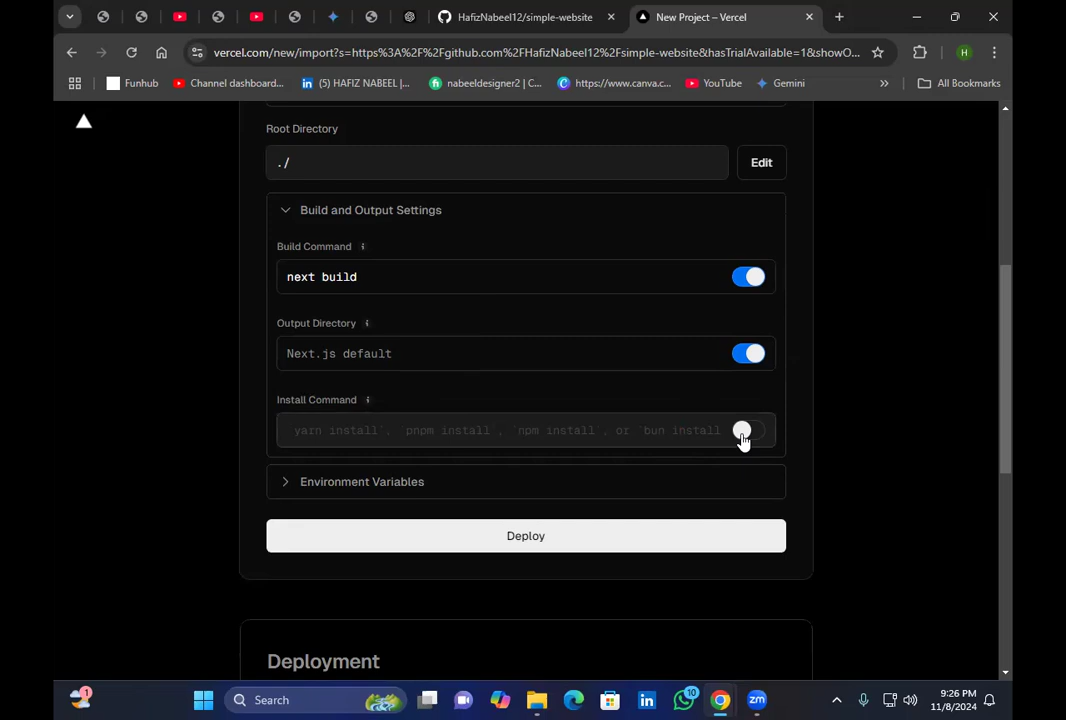 HafizNabeel12/simple-website
New Project – Vercel
vercel.com/new/import?s=https%3A%2F%2Fgithub.com%2FHafizNabeel12%2Fsimple-website&hasTrialAvailable=1&showO...
H
Funhub
Channel dashboard...
(5) HAFIZ NABEEL |...
nabeeldesigner2 | C...
https://www.canva.c...
YouTube
Gemini
All Bookmarks
Root Directory
./
Edit
Build and Output Settings
Build Command
next build
Output Directory
Next.js default
Install Command
`yarn install`, `pnpm install`, `npm install`, or `bun install
Environment Variables
Deploy
Deployment
1
Search
10
zm
9:26 PM
11/8/2024